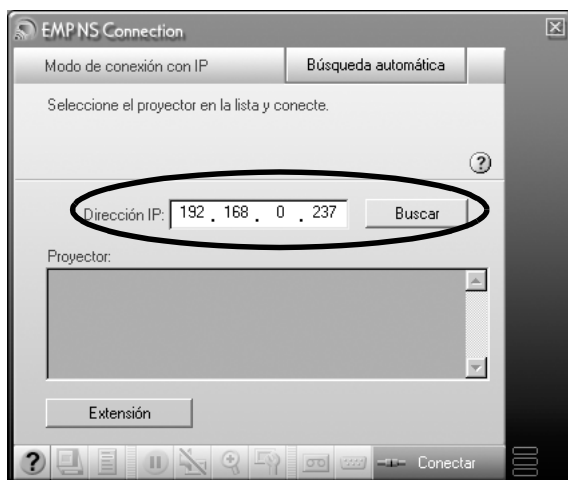 EMP NS Connection
Modo de conexión con IP
Búsqueda automática
Seleccione el proyector en la lista y conecte.
?
Dirección IP: 192 . 168 . 0 . 237 Buscar
Proyector:
Extensión
? Conectar